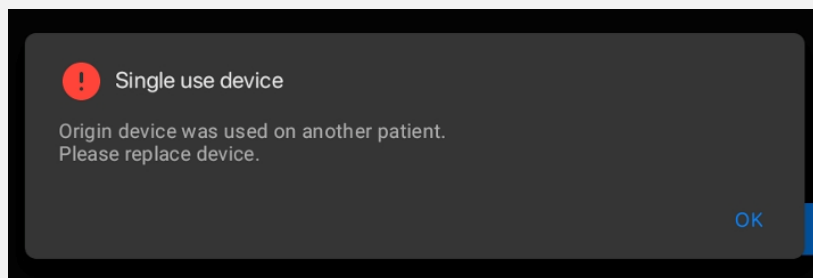 Single use device
Origin device was used on another patient.
Please replace device.
OK